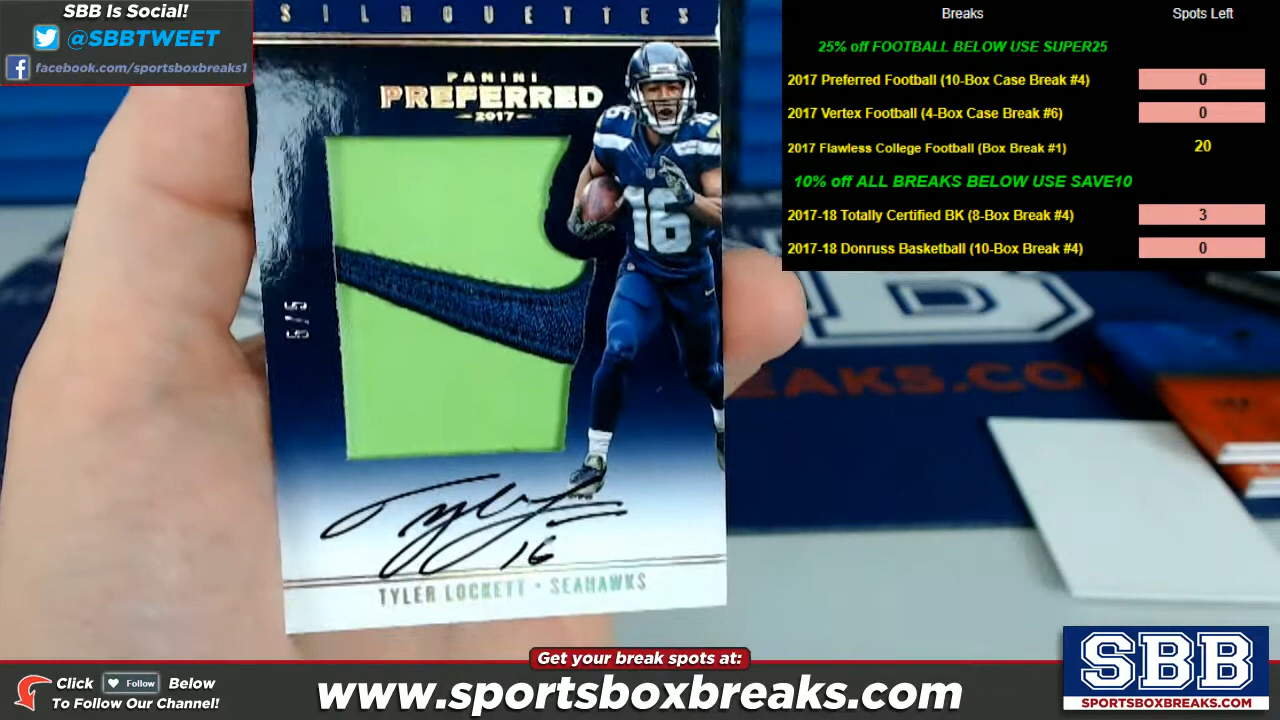 SBB Is Social!
@SBBTWEET
facebook.com/sportsboxbreaks1
SILHOUETTES
PANINI
PREFERRED
2017
16
16
5/5
Tyler
16
TYLER LOCKETT • SEAHAWKS
Breaks Spots Left
25% off FOOTBALL BELOW USE SUPER25
2017 Preferred Football (10-Box Case Break #4) 0
2017 Vertex Football (4-Box Case Break #6) 0
2017 Flawless College Football (Box Break #1) 20
10% off ALL BREAKS BELOW USE SAVE10
2017-18 Totally Certified BK (8-Box Break #4) 3
2017-18 Donruss Basketball (10-Box Break #4) 0
EAKS.CO
Get your break spots at:
Click Follow Below
To Follow Our Channel!
www.sportsboxbreaks.com
SBB
SPORTSBOXBREAKS.COM